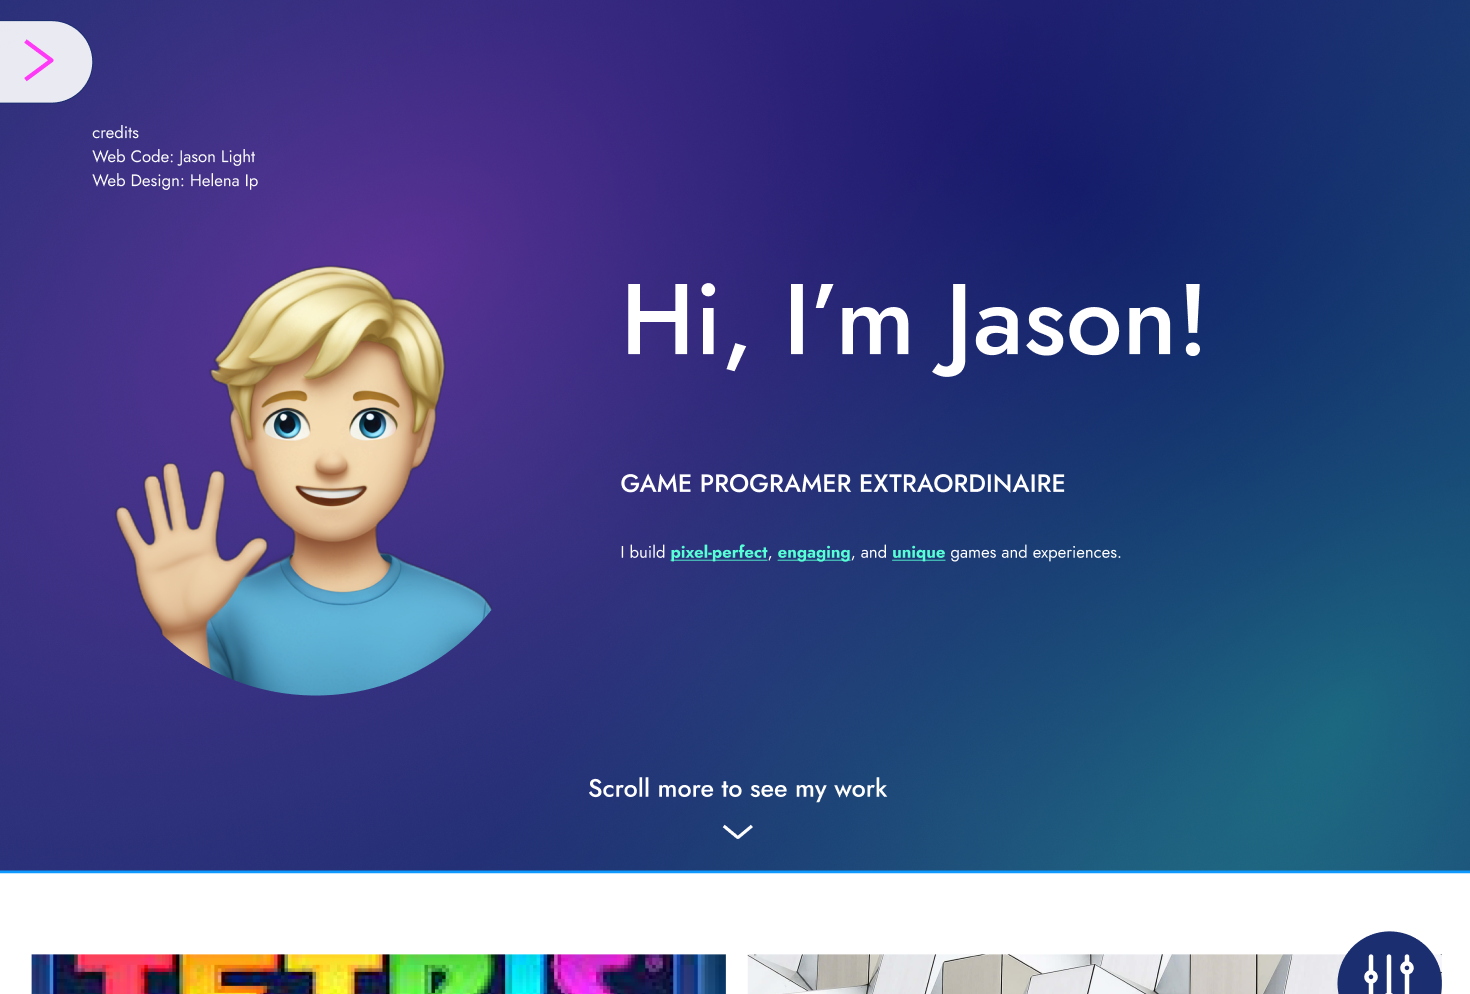 credits
Web Code: Jason Light
Web Design: Helena Ip
Hi, I’m Jason!
GAME PROGRAMER EXTRAORDINAIRE
I build pixel-perfect, engaging, and unique games and experiences.
Scroll more to see my work
TETRIS®